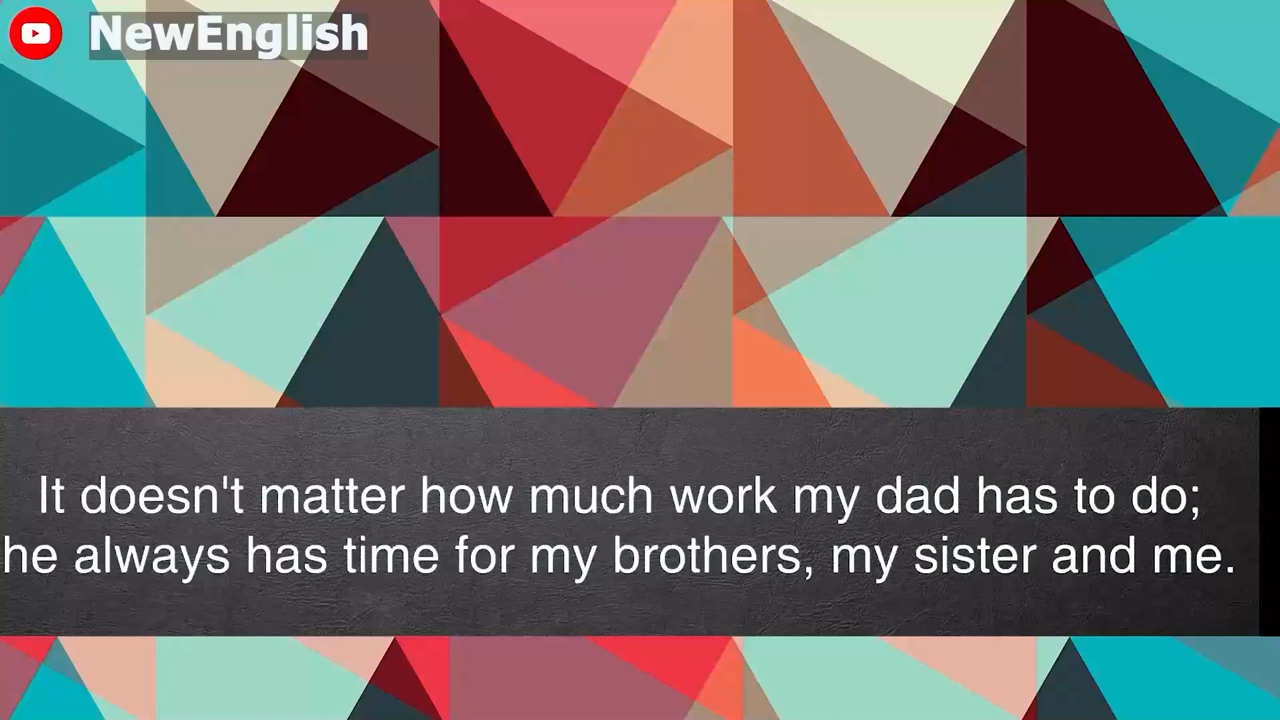 NewEnglish
It doesn't matter how much work my dad has to do;
he always has time for my brothers, my sister and me.